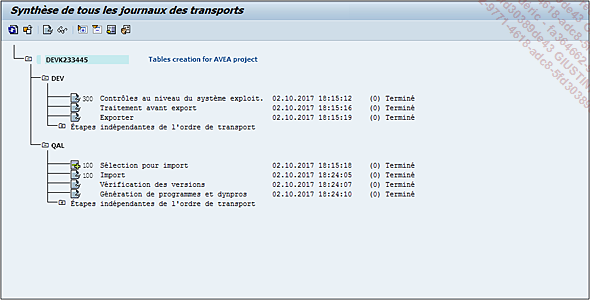 Synthèse de tous les journaux des transports
DEVK233445 Tables creation for AVEA project
DEV
300 Contrôles au niveau du système exploit. 02.10.2017 18:15:12 (0) Terminé
Traitement avant export 02.10.2017 18:15:16 (0) Terminé
Exporter 02.10.2017 18:15:19 (0) Terminé
Étapes indépendantes de l'ordre de transport
QAL
100 Sélection pour import 02.10.2017 18:15:18 (0) Terminé
100 Import 02.10.2017 18:24:05 (0) Terminé
Vérification des versions 02.10.2017 18:24:07 (0) Terminé
Génération de programmes et dynpros 02.10.2017 18:24:10 (0) Terminé
Étapes indépendantes de l'ordre de transport